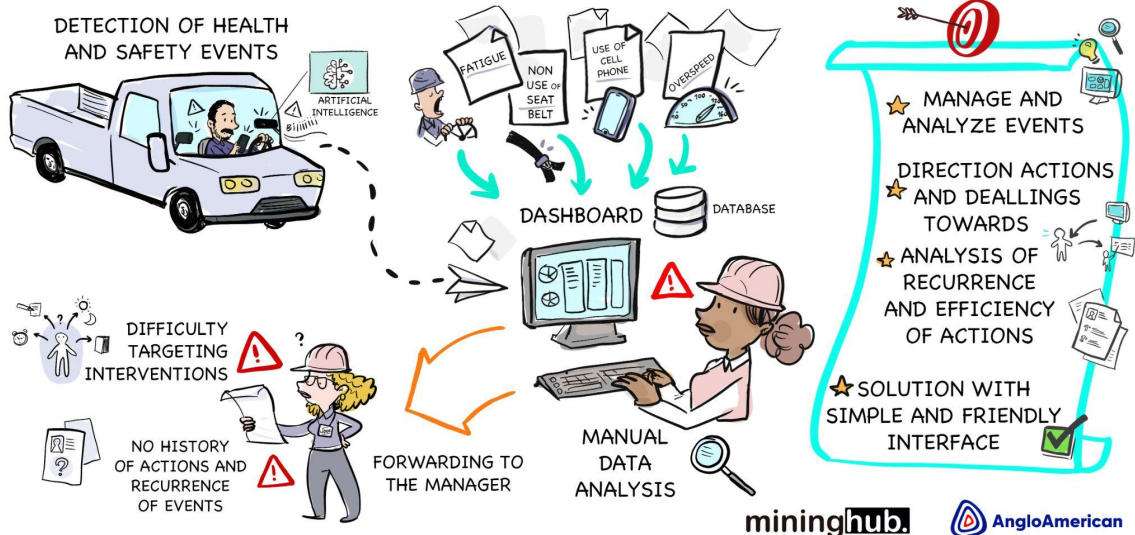 DETECTION OF HEALTH
AND SAFETY EVENTS
ARTIFICIAL
INTELLIGENCE
Biiiiiii
FATIGUE
NON
USE OF
SEAT
BELT
USE OF
CELL
PHONE
OVERSPEED
DASHBOARD
DATABASE
MANUAL
DATA
ANALYSIS
FORWARDING TO
THE MANAGER
DIFFICULTY
TARGETING
INTERVENTIONS
NO HISTORY
OF ACTIONS AND
RECURRENCE
OF EVENTS
MANAGE AND
ANALYZE EVENTS
DIRECTION ACTIONS
AND DEALLINGS
TOWARDS
ANALYSIS OF
RECURRENCE
AND EFFICIENCY
OF ACTIONS
SOLUTION WITH
SIMPLE AND FRIENDLY
INTERFACE
mininghub.
AngloAmerican